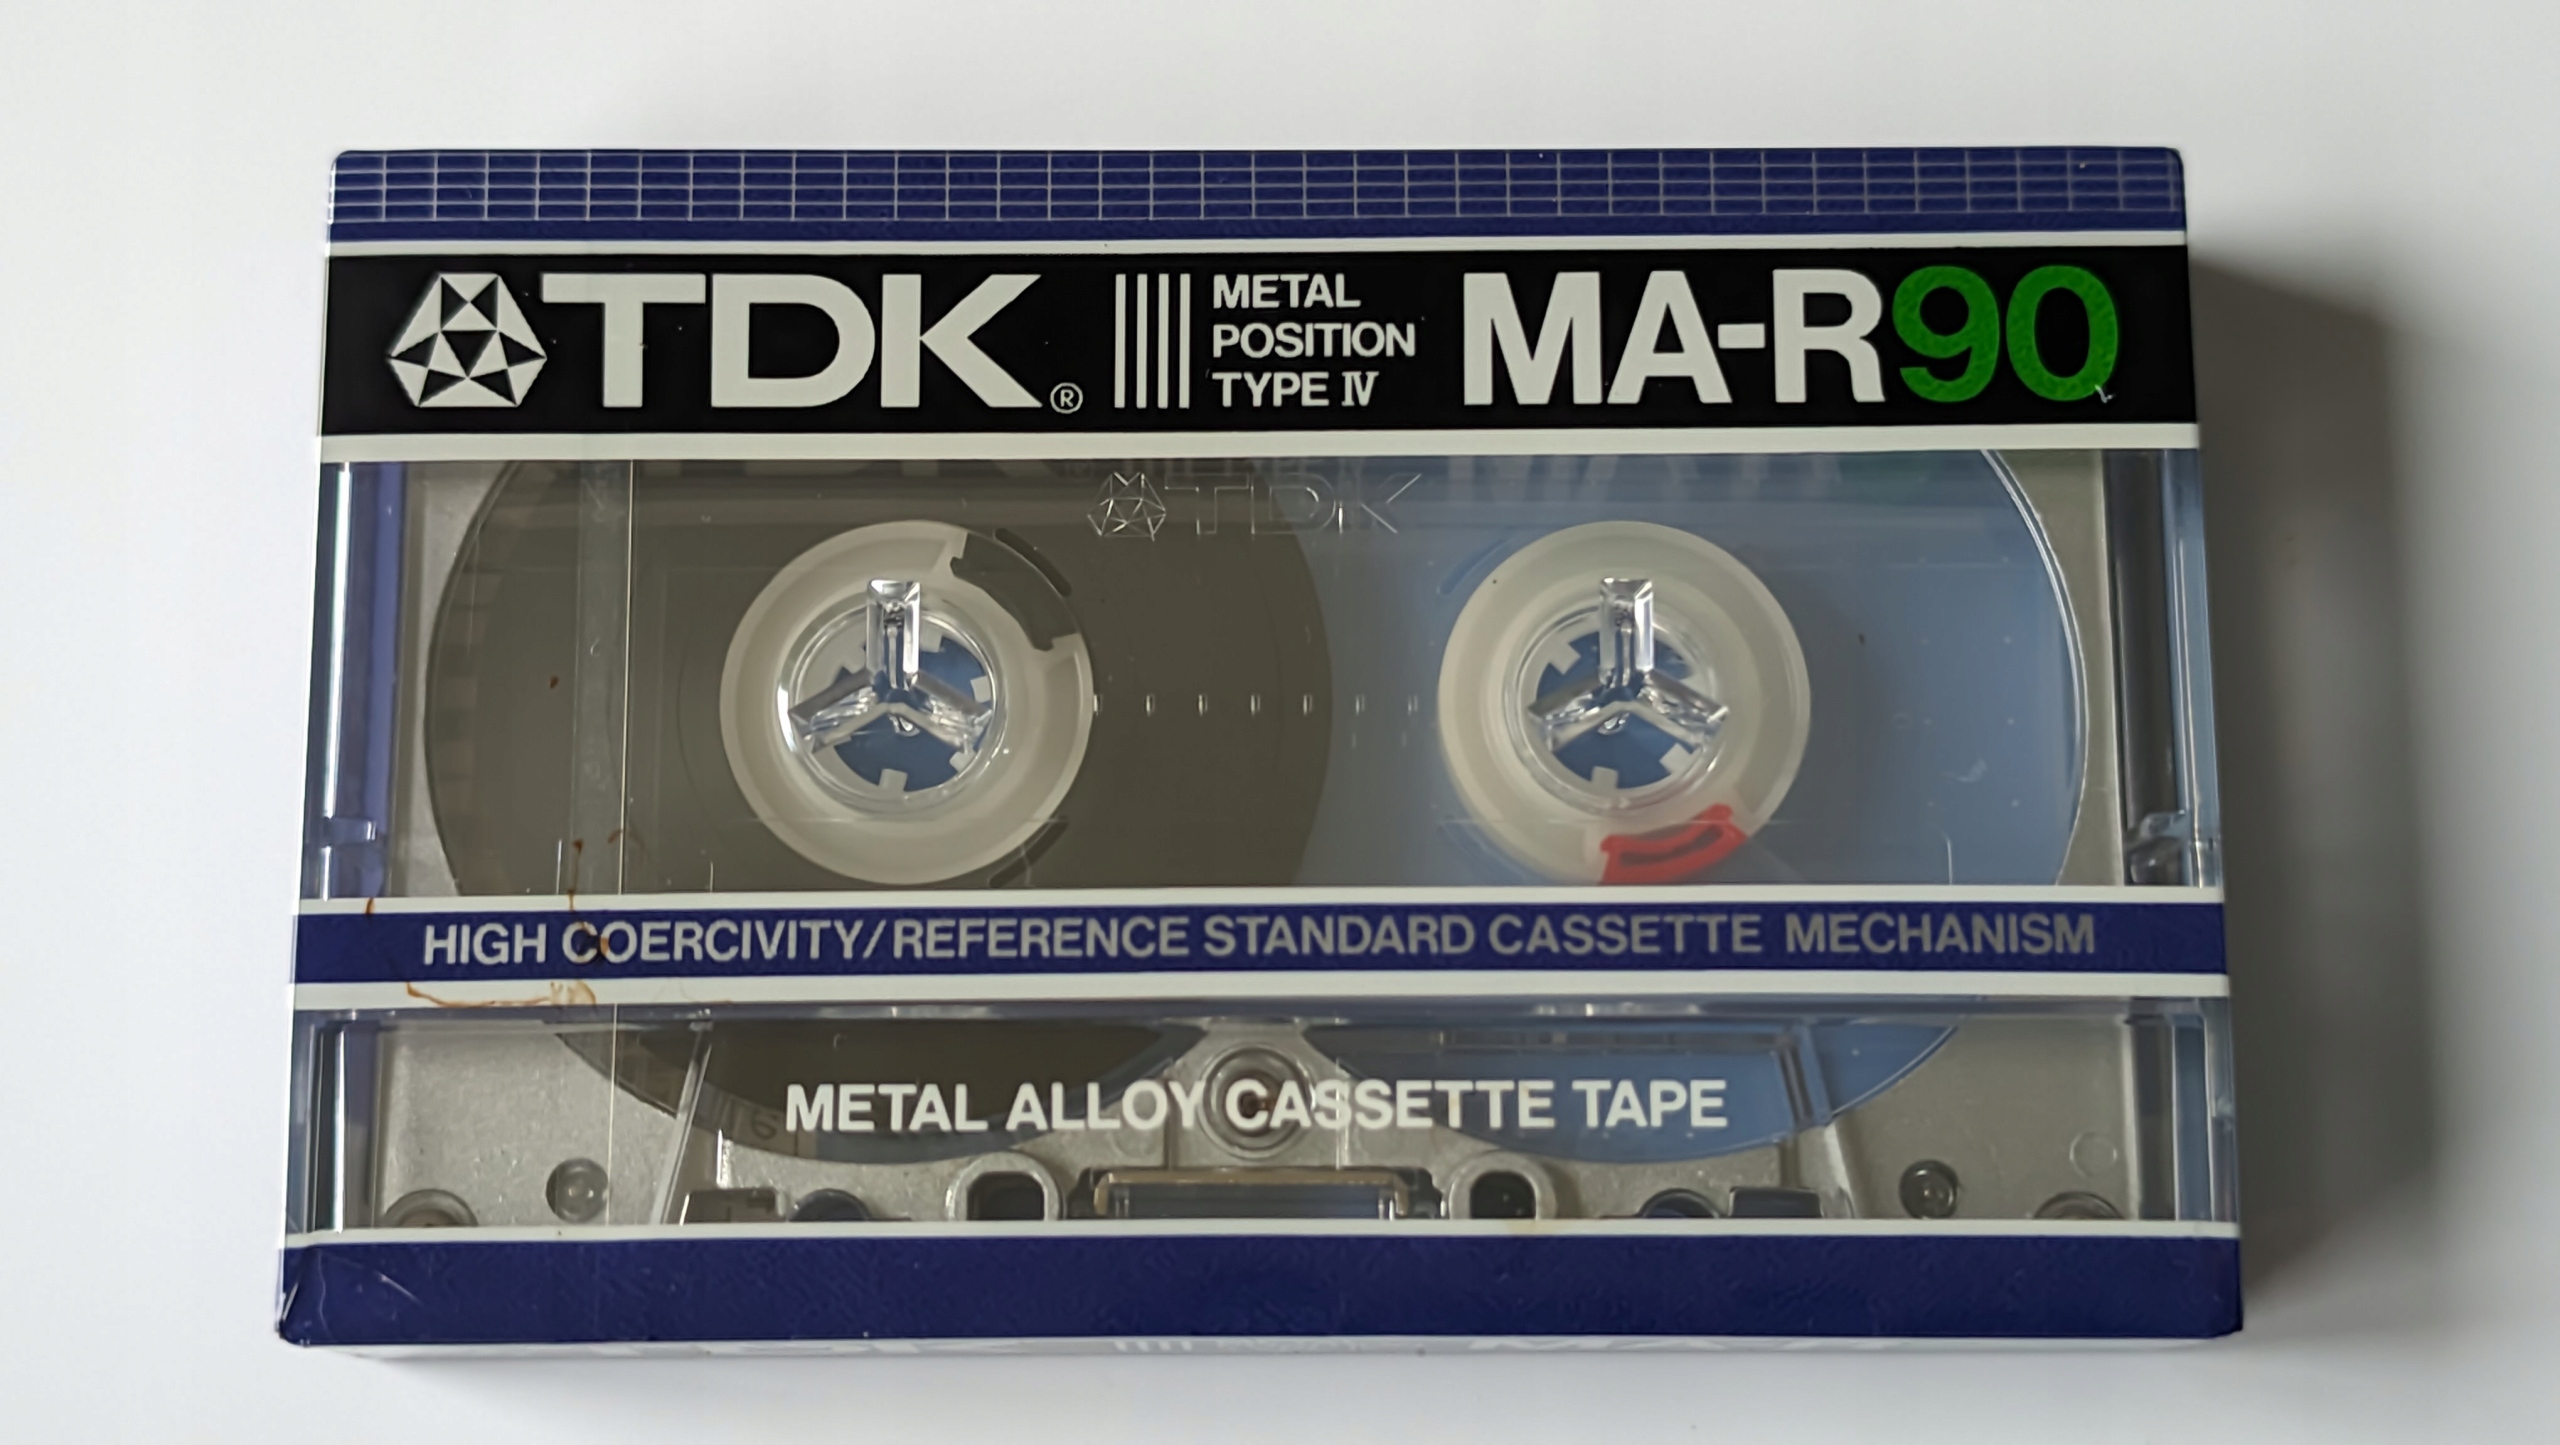 TDK® METAL POSITION TYPE IV MA-R90
TDK
HIGH COERCIVITY/REFERENCE STANDARD CASSETTE MECHANISM
METAL ALLOY CASSETTE TAPE